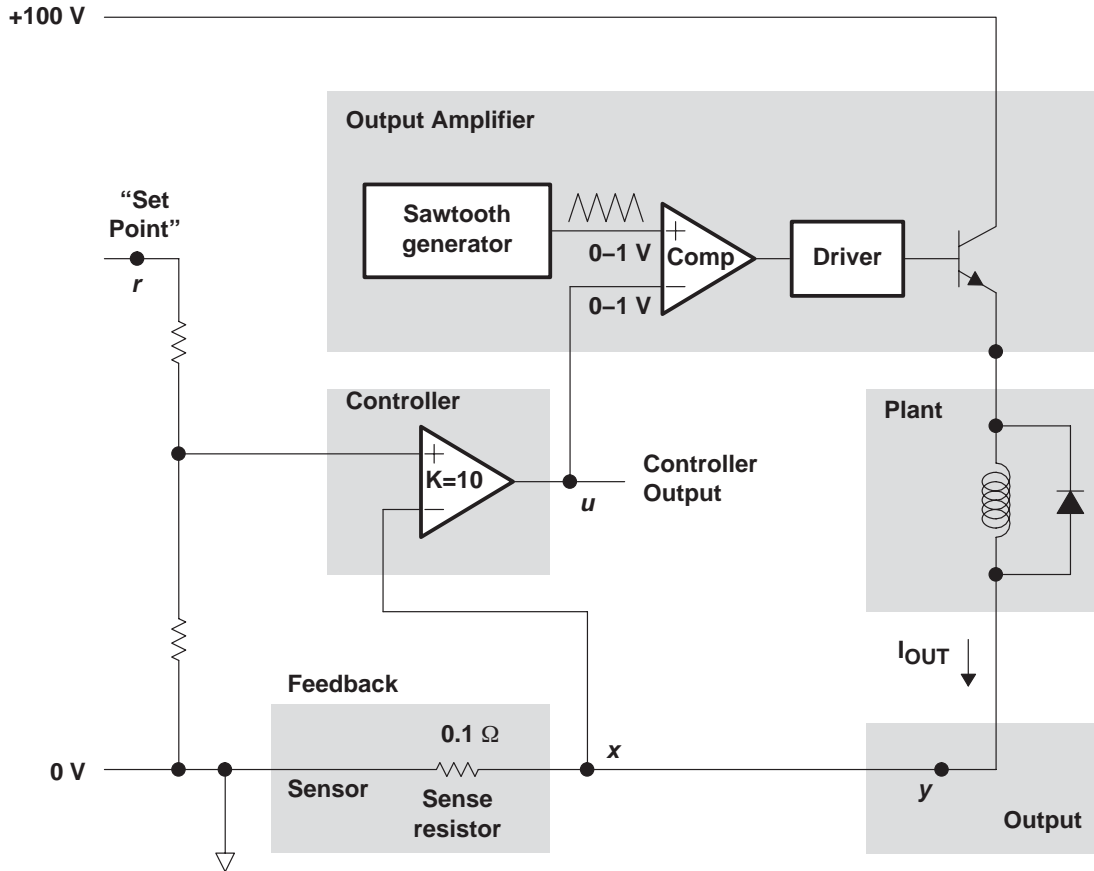 +100 V
Output Amplifier
“Set
Point”
r
Sawtooth
generator
0–1 V
0–1 V
+
Comp
−
Driver
Controller
+
K=10
−
u
Controller
Output
Plant
IOUT
Feedback
0.1 Ω
x
0 V
Sensor
Sense
resistor
y
Output